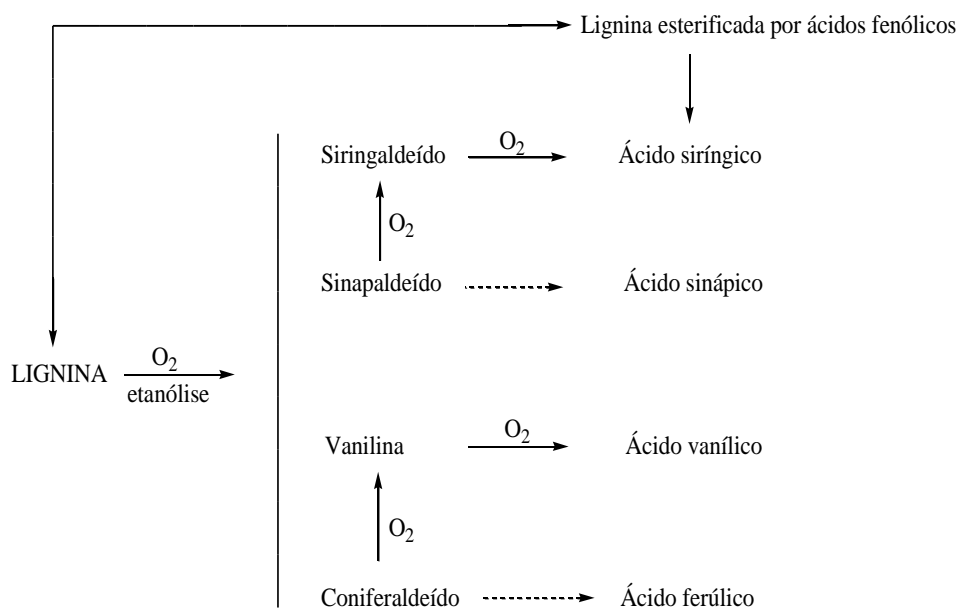 Lignina esterificada por ácidos fenólicos
Siringaldeído
O2
Ácido siríngico
O2
Sinapaldeído
Ácido sinápico
LIGNINA
O2
etanólise
Vanilina
O2
Ácido vanílico
O2
Coniferaldeído
Ácido ferúlico